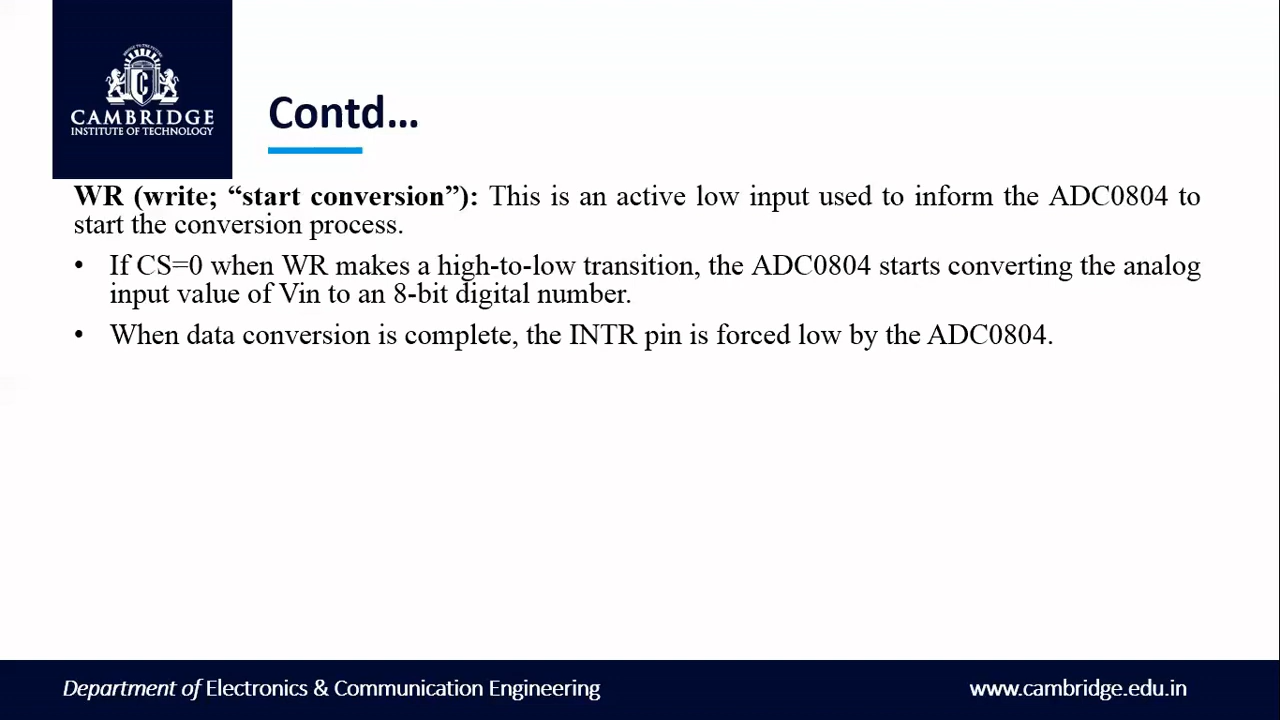 CAMBRIDGE
INSTITUTE OF TECHNOLOGY
Contd...
WR (write; “start conversion”): This is an active low input used to inform the ADC0804 to
start the conversion process.
• If CS=0 when WR makes a high-to-low transition, the ADC0804 starts converting the analog
input value of Vin to an 8-bit digital number.
• When data conversion is complete, the INTR pin is forced low by the ADC0804.
Department of Electronics & Communication Engineering
www.cambridge.edu.in